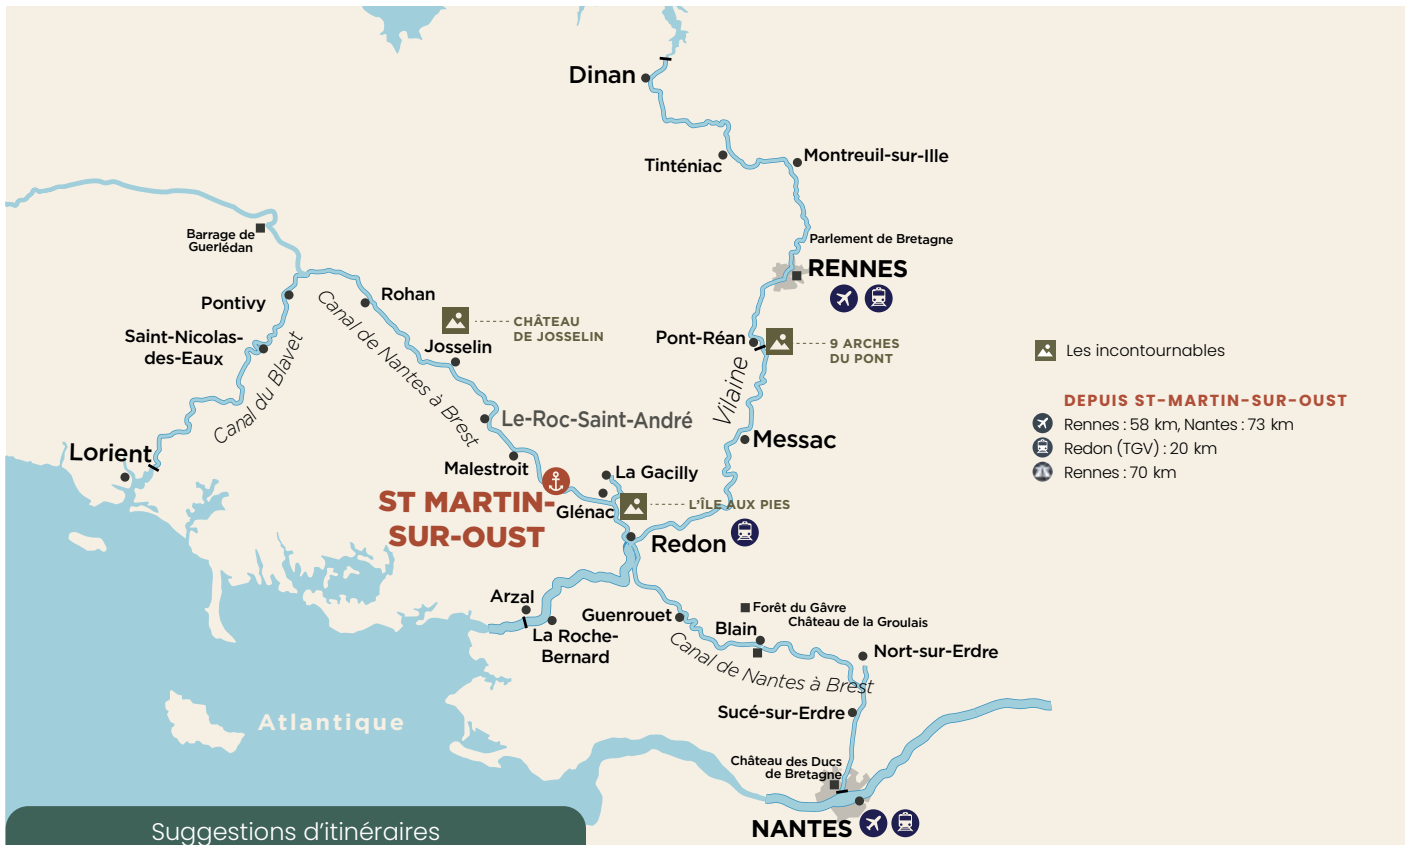 Dinan
Tinténiac
Montreuil-sur-Ille
Parlement de Bretagne
RENNES
Barrage de
Guerlédan
Pontivy
Rohan
CHÂTEAU
DE JOSSELIN
Saint-Nicolas-
des-Eaux
Josselin
Pont-Réan
9 ARCHES
DU PONT
Les incontournables
Canal du Blavet
Canal de Nantes à Brest
Vilaine
Le-Roc-Saint-André
DEPUIS ST-MARTIN-SUR-OUST
Rennes : 58 km, Nantes : 73 km
Redon (TGV) : 20 km
Rennes : 70 km
Lorient
Malestroit
Messac
La Gacilly
ST MARTIN-
SUR-OUST
Glénac
L'ÎLE AUX PIES
Redon
Arzal
La Roche-
Bernard
Guenrouet
Forêt du Gâvre
Château de la Groulais
Blain
Nort-sur-Erdre
Canal de Nantes à Brest
Sucé-sur-Erdre
Atlantique
Château des Ducs
de Bretagne
NANTES
Suggestions d'itinéraires